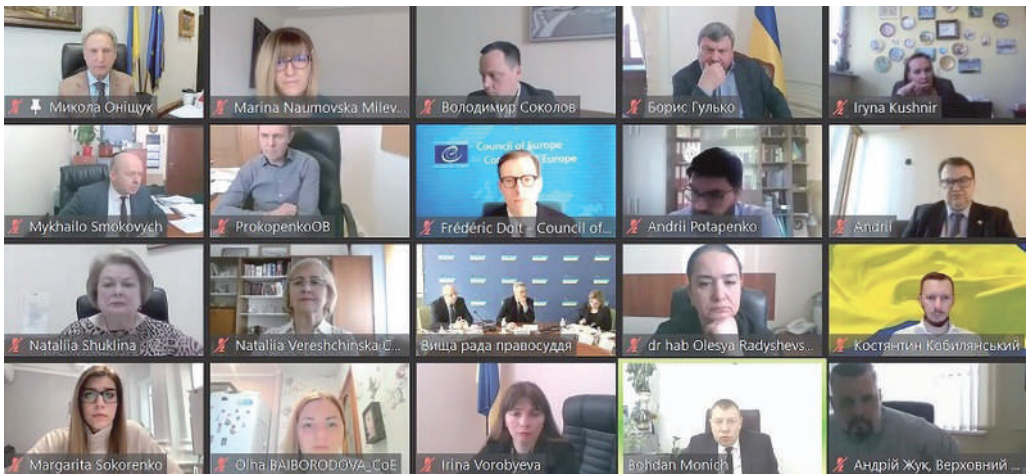 Микола Оніщук
Marina Naumovska Milev...
Володимир Соколов
Борис Гулько
Iryna Kushnir
Mykhailo Smokovych
ProkopenkoOB
Council of Europe
Frédéric Dolt - Council of...
Andrii Potapenko
Andrii
Nataliia Shuklina
Nataliia Vereshchinska C...
Вища рада правосуддя
dr hab Olesya Radyshevs...
Костянтин Кобилянський
Margarita Sokorenko
Olha BAIBORODOVA_CoE
Irina Vorobyeva
Bohdan Monich
Андрій Жук, Верховний ...